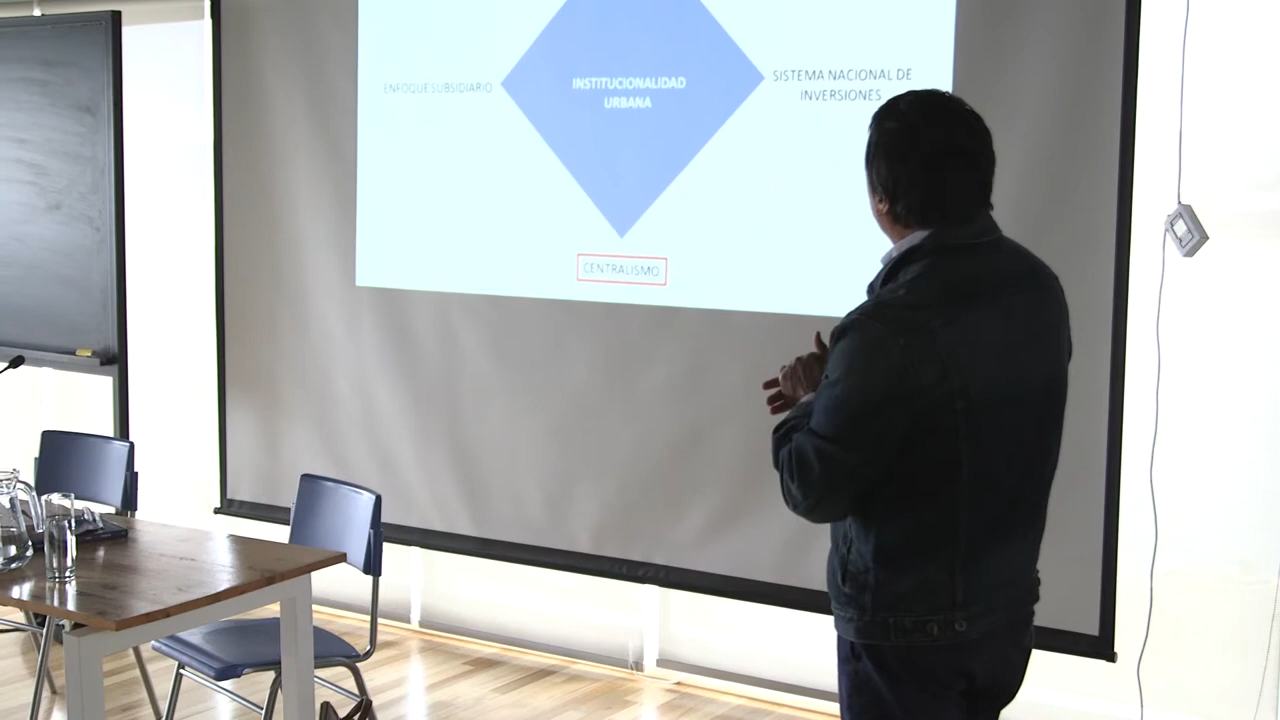 ENFOQUE SUBSIDIARIO
INSTITUCIONALIDAD
URBANA
SISTEMA NACIONAL DE
INVERSIONES
CENTRALISMO